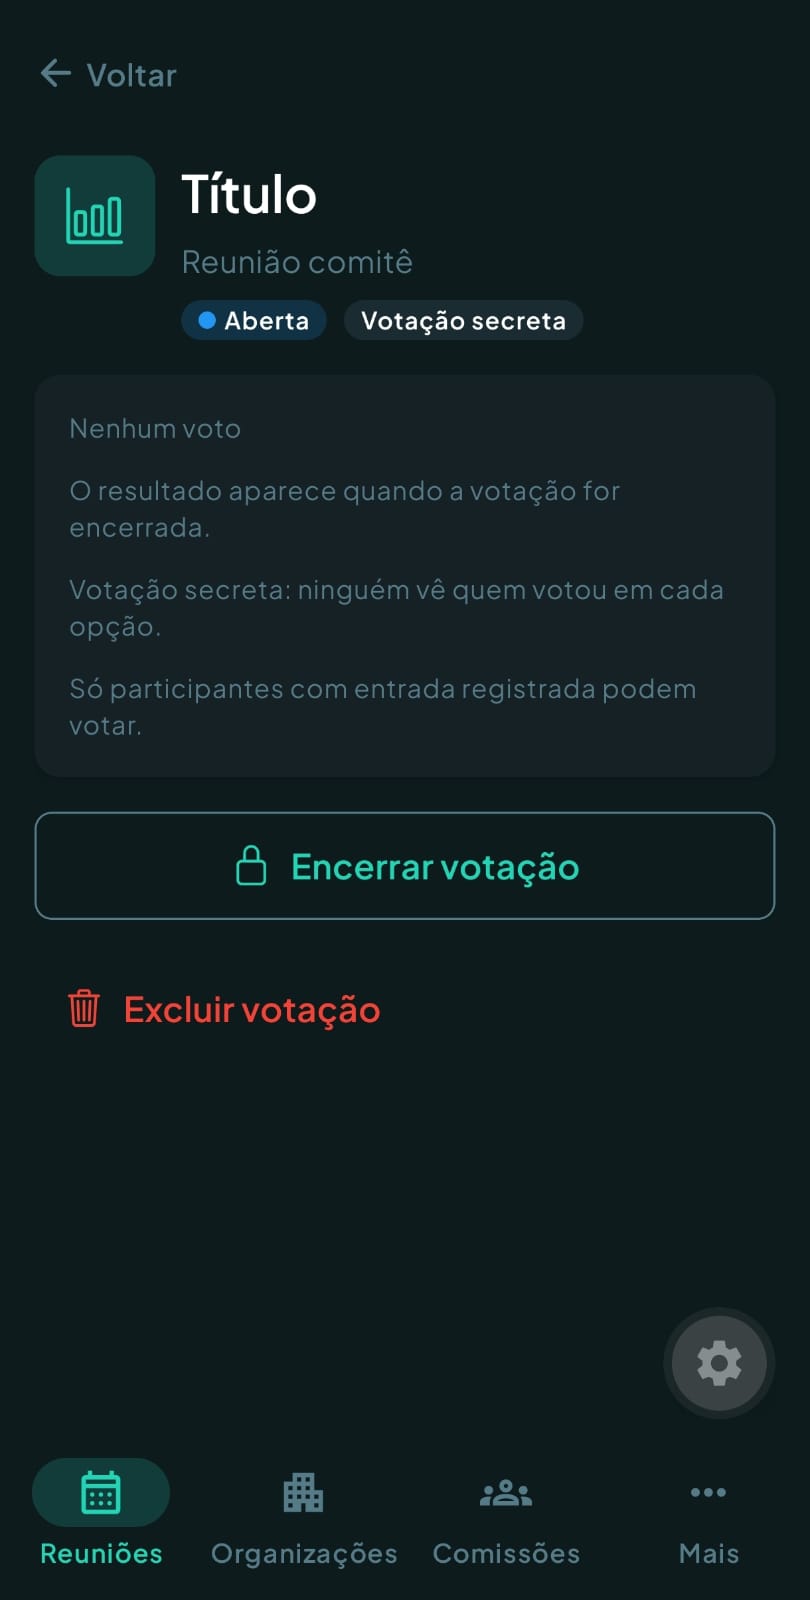 Voltar
Título
Reunião comitê
Aberta
Votação secreta
Nenhum voto
O resultado aparece quando a votação for
encerrada.
Votação secreta: ninguém vê quem votou em cada
opção.
Só participantes com entrada registrada podem
votar.
Encerrar votação
Excluir votação
Reuniões
Organizações
Comissões
Mais